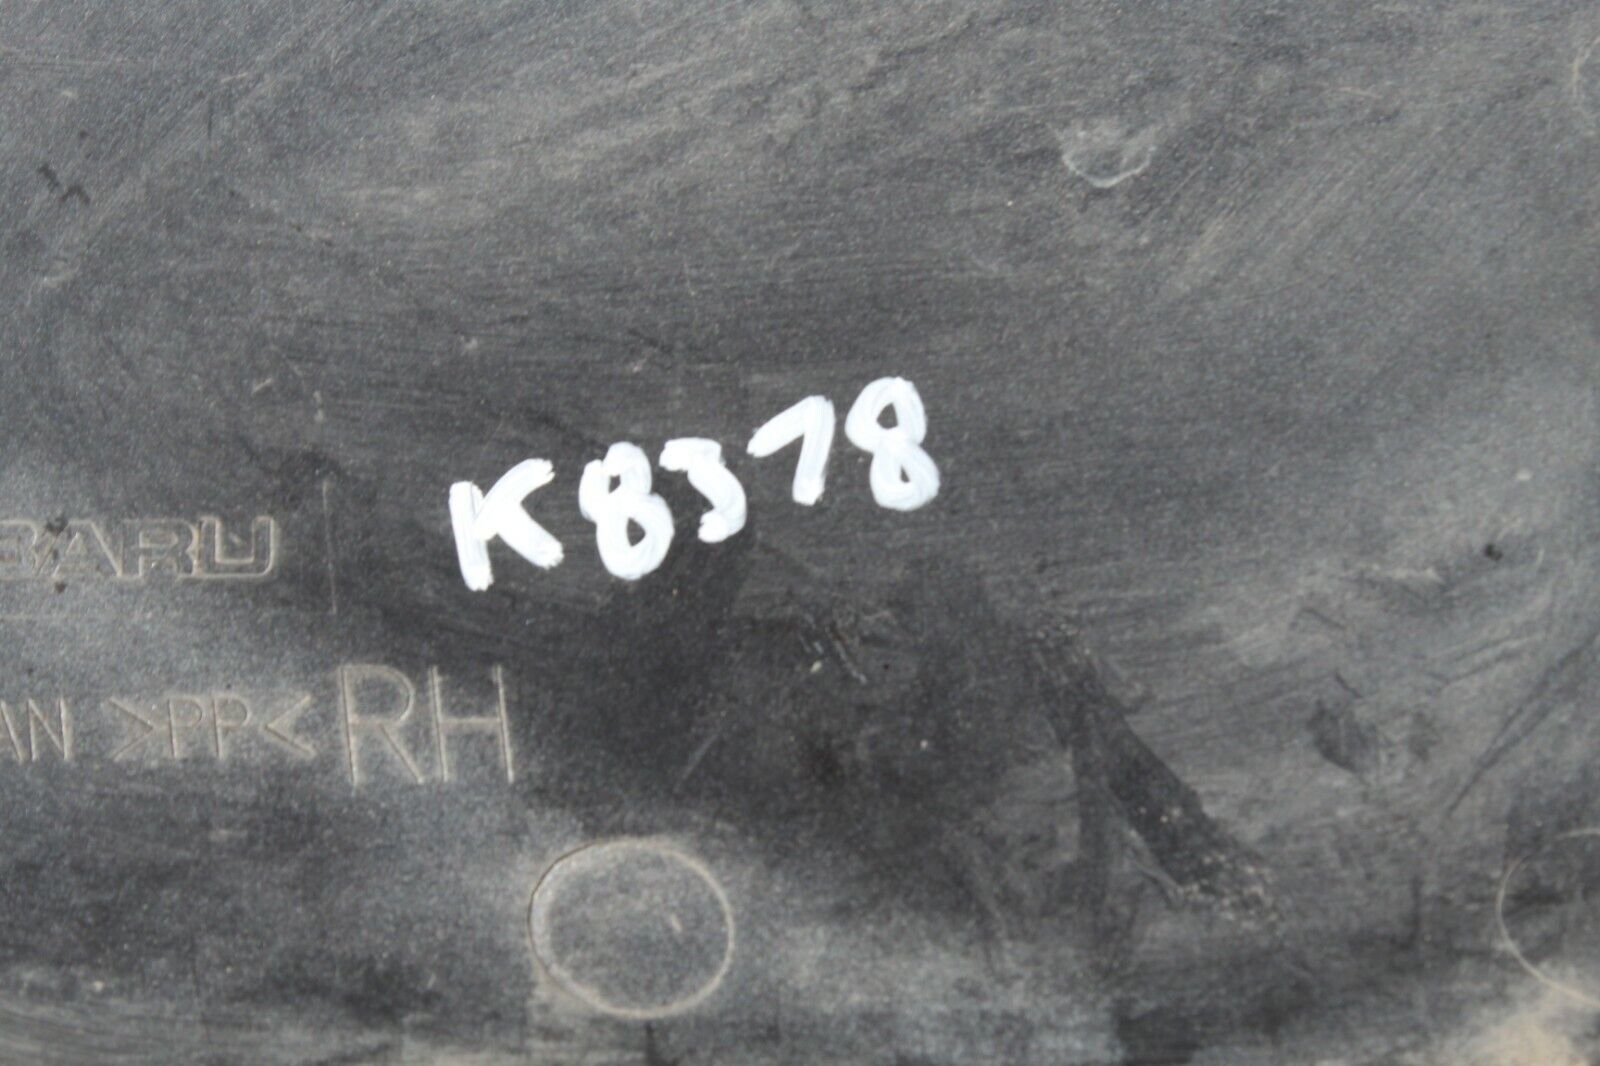 K8378
BARU
AN >PP< RH